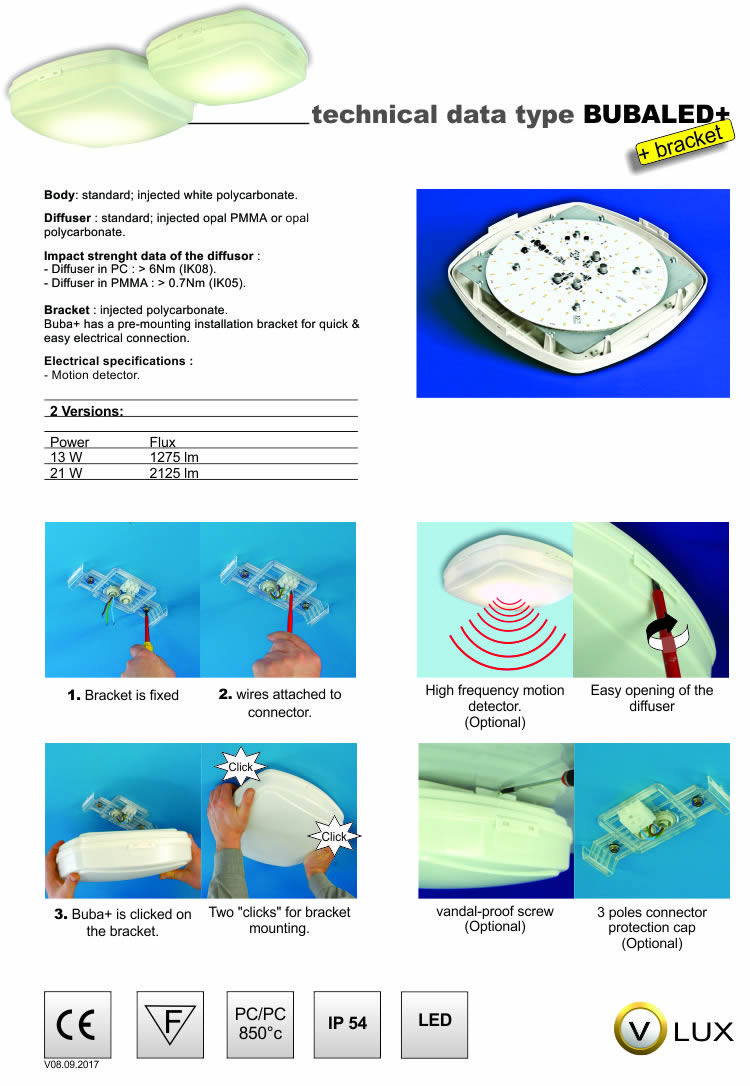 technical data type BUBALED+
+ bracket
Body: standard; injected white polycarbonate.
Diffuser : standard; injected opal PMMA or opal
polycarbonate.
Impact strenght data of the diffusor :
- Diffuser in PC : > 6Nm (IK08).
- Diffuser in PMMA : > 0.7Nm (IK05).
Bracket : injected polycarbonate.
Buba+ has a pre-mounting installation bracket for quick &
easy electrical connection.
Electrical specifications :
- Motion detector.
2 Versions:
Power Flux
13 W 1275 lm
21 W 2125 lm
1. Bracket is fixed
2. wires attached to
connector.
High frequency motion
detector.
(Optional)
Easy opening of the
diffuser
Click
Click
3. Buba+ is clicked on
the bracket.
Two "clicks" for bracket
mounting.
vandal-proof screw
(Optional)
3 poles connector
protection cap
(Optional)
CE
F
PC/PC
850°c
IP 54
LED
V LUX
V08.09.2017